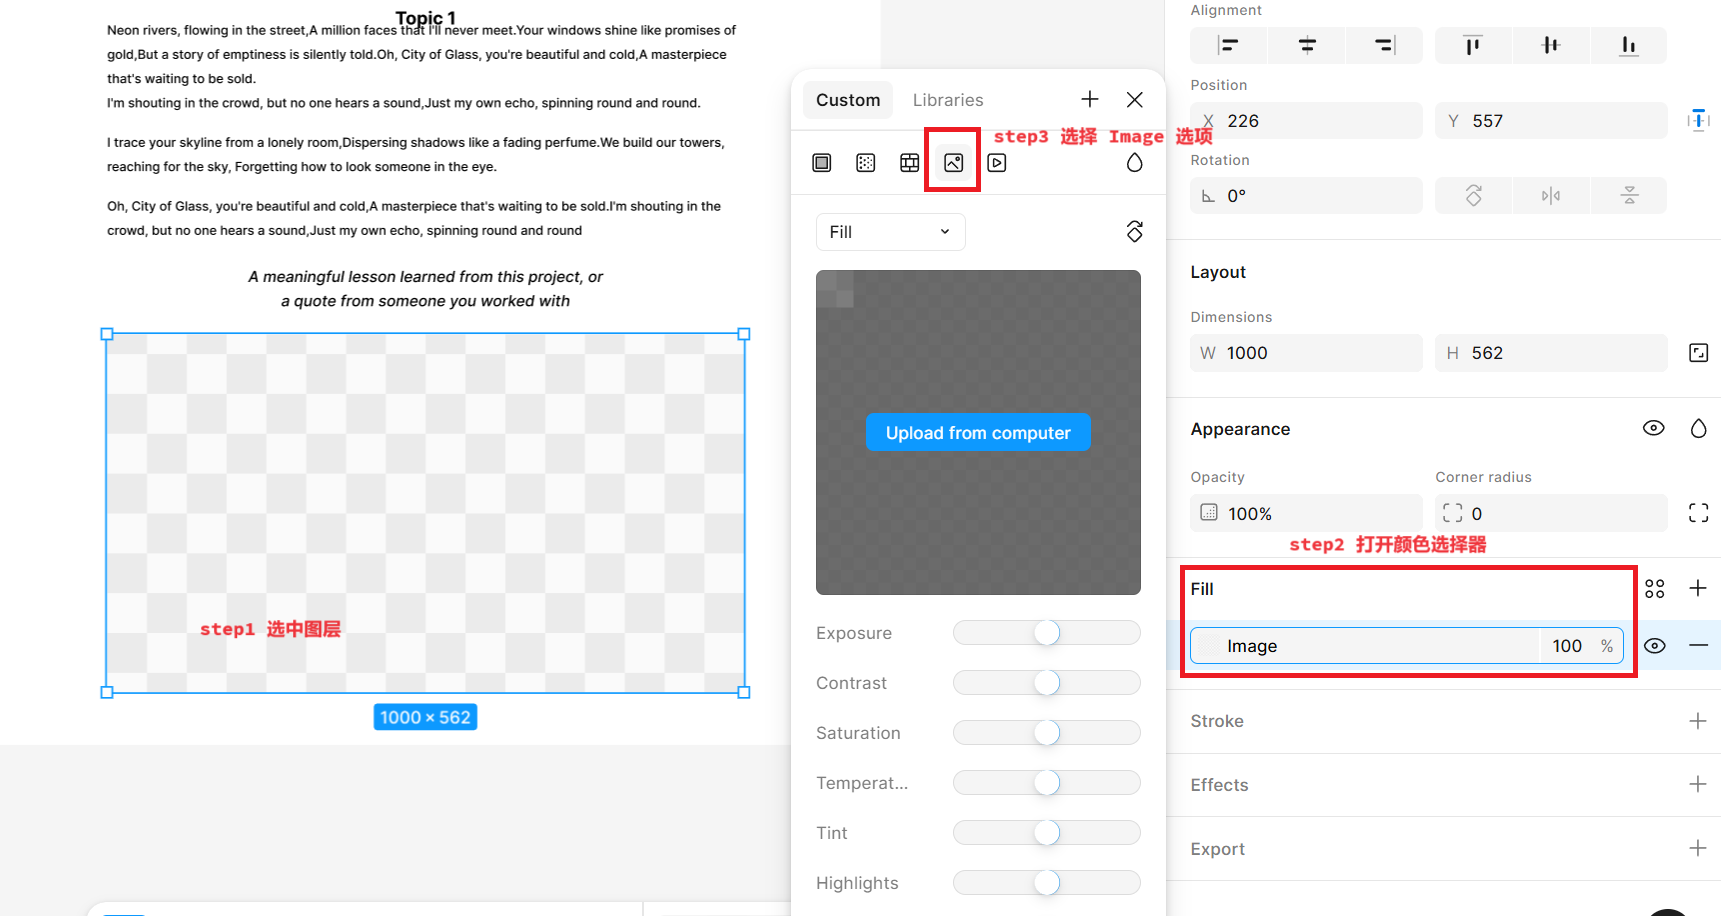 Topic 1
Neon rivers, flowing in the street,A million faces that I'll never meet.Your windows shine like promises of
gold,But a story of emptiness is silently told.Oh, City of Glass, you're beautiful and cold,A masterpiece
that's waiting to be sold.
I'm shouting in the crowd, but no one hears a sound,Just my own echo, spinning round and round.
I trace your skyline from a lonely room,Dispersing shadows like a fading perfume.We build our towers,
reaching for the sky, Forgetting how to look someone in the eye.
Oh, City of Glass, you're beautiful and cold,A masterpiece that's waiting to be sold.I'm shouting in the
crowd, but no one hears a sound,Just my own echo, spinning round and round
A meaningful lesson learned from this project, or
a quote from someone you worked with
step1 选中图层
1000 × 562
Custom
Libraries
step3 选择 Image 选项
Fill
Upload from computer
Exposure
Contrast
Saturation
Temperat...
Tint
Highlights
Alignment
Position
X 226
Y 557
Rotation
0°
Layout
Dimensions
W 1000
H 562
Appearance
Opacity
Corner radius
100%
0
step2 打开颜色选择器
Fill
Image
100 %
Stroke
Effects
Export